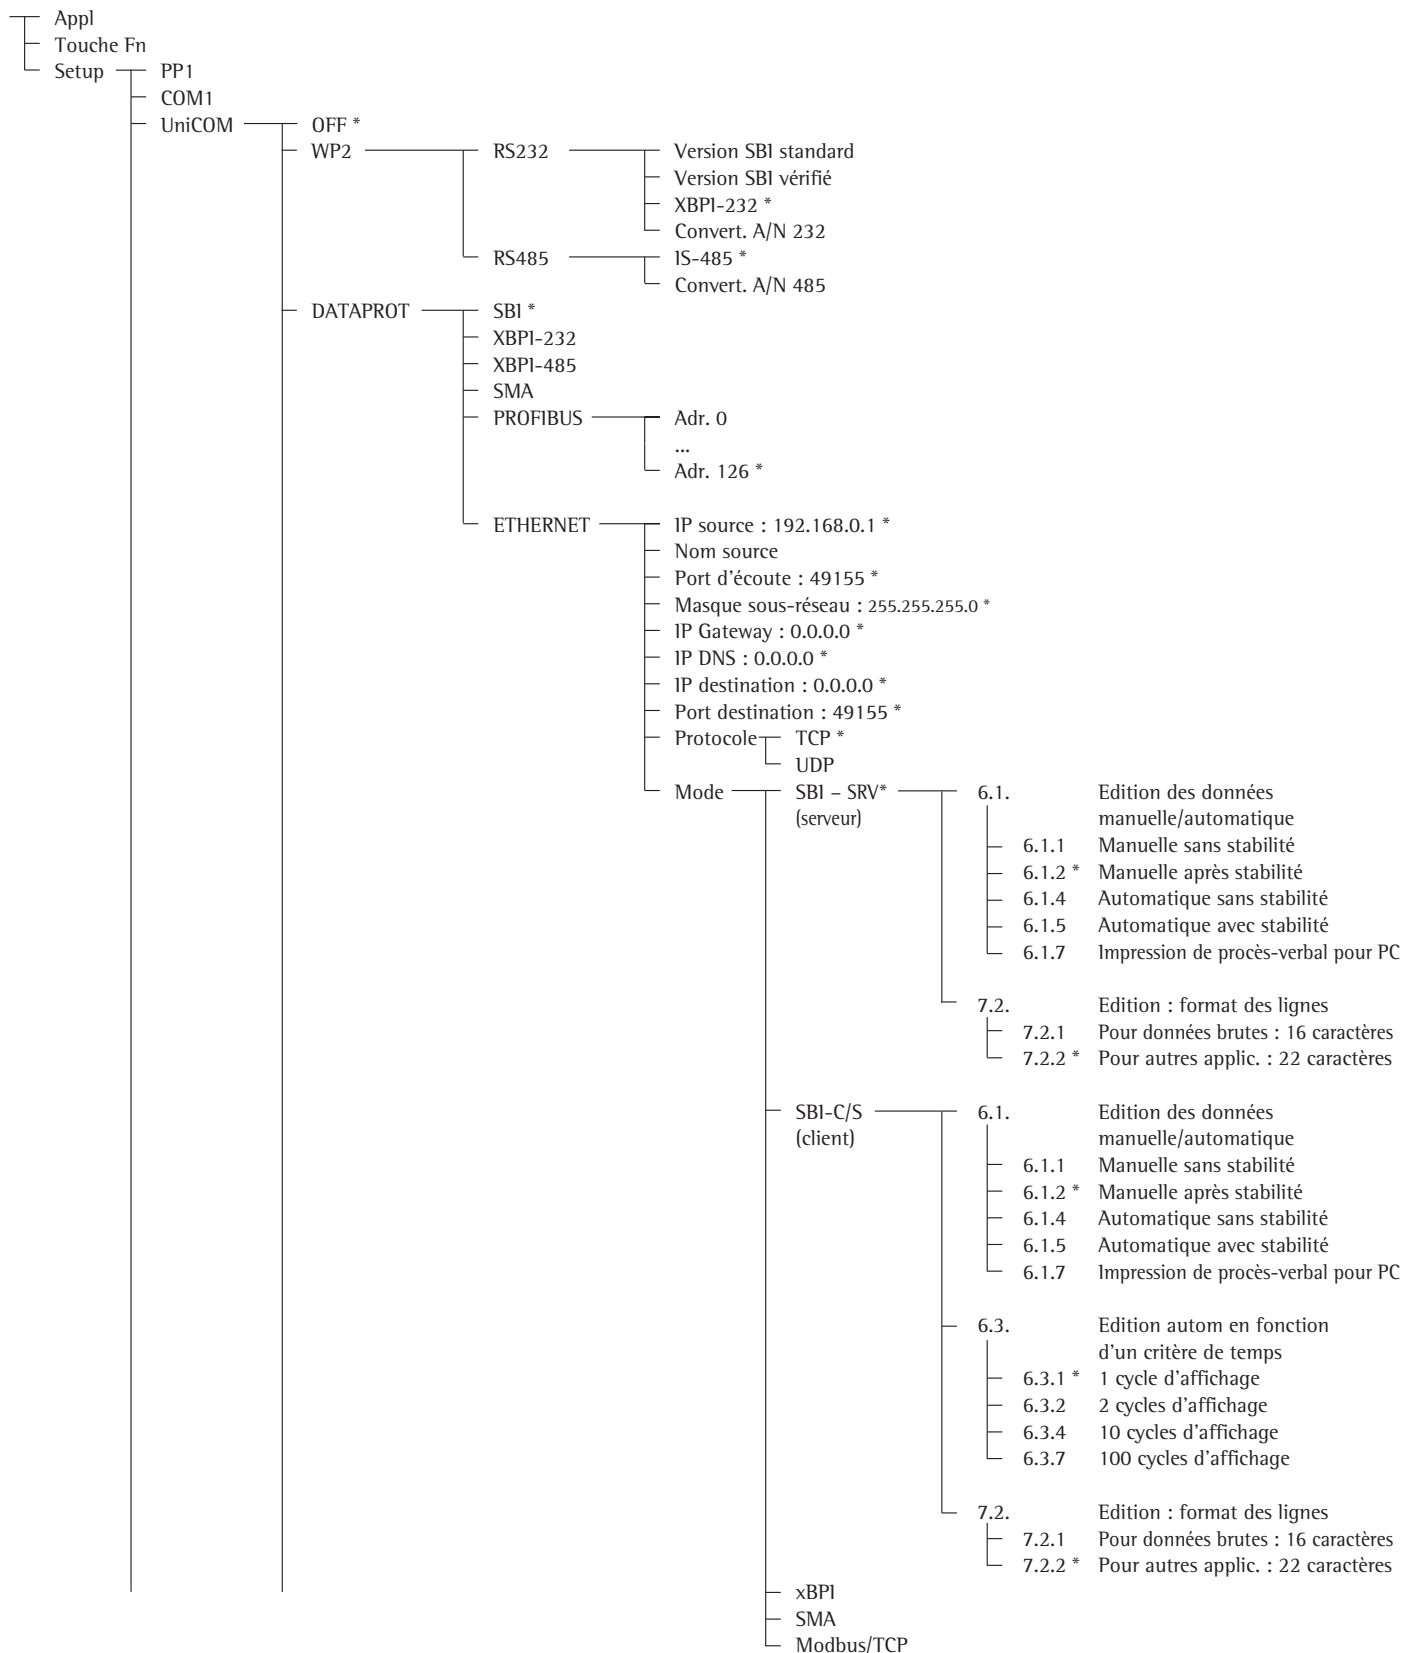 Appl
Touche Fn
Setup PP1
COM1
UniCOM OFF *
WP2 RS232 Version SBI standard
Version SBI vérifié
XBPI-232 *
Convert. A/N 232
RS485 IS-485 *
Convert. A/N 485
DATAPROT SBI *
XBPI-232
XBPI-485
SMA
PROFIBUS Adr. 0
...
Adr. 126 *
ETHERNET IP source : 192.168.0.1 *
Nom source
Port d'écoute : 49155 *
Masque sous-réseau : 255.255.255.0 *
IP Gateway : 0.0.0.0 *
IP DNS : 0.0.0.0 *
IP destination : 0.0.0.0 *
Port destination : 49155 *
Protocole TCP *
UDP
Mode SBI – SRV* 6.1. Edition des données
(serveur) manuelle/automatique
6.1.1 Manuelle sans stabilité
6.1.2 * Manuelle après stabilité
6.1.4 Automatique sans stabilité
6.1.5 Automatique avec stabilité
6.1.7 Impression de procès-verbal pour PC
7.2. Edition : format des lignes
7.2.1 Pour données brutes : 16 caractères
7.2.2 * Pour autres applic. : 22 caractères
SBI-C/S 6.1. Edition des données
(client) manuelle/automatique
6.1.1 Manuelle sans stabilité
6.1.2 * Manuelle après stabilité
6.1.4 Automatique sans stabilité
6.1.5 Automatique avec stabilité
6.1.7 Impression de procès-verbal pour PC
6.3. Edition autom en fonction
d'un critère de temps
6.3.1 * 1 cycle d'affichage
6.3.2 2 cycles d'affichage
6.3.4 10 cycles d'affichage
6.3.7 100 cycles d'affichage
7.2. Edition : format des lignes
7.2.1 Pour données brutes : 16 caractères
7.2.2 * Pour autres applic. : 22 caractères
xBPI
SMA
Modbus/TCP